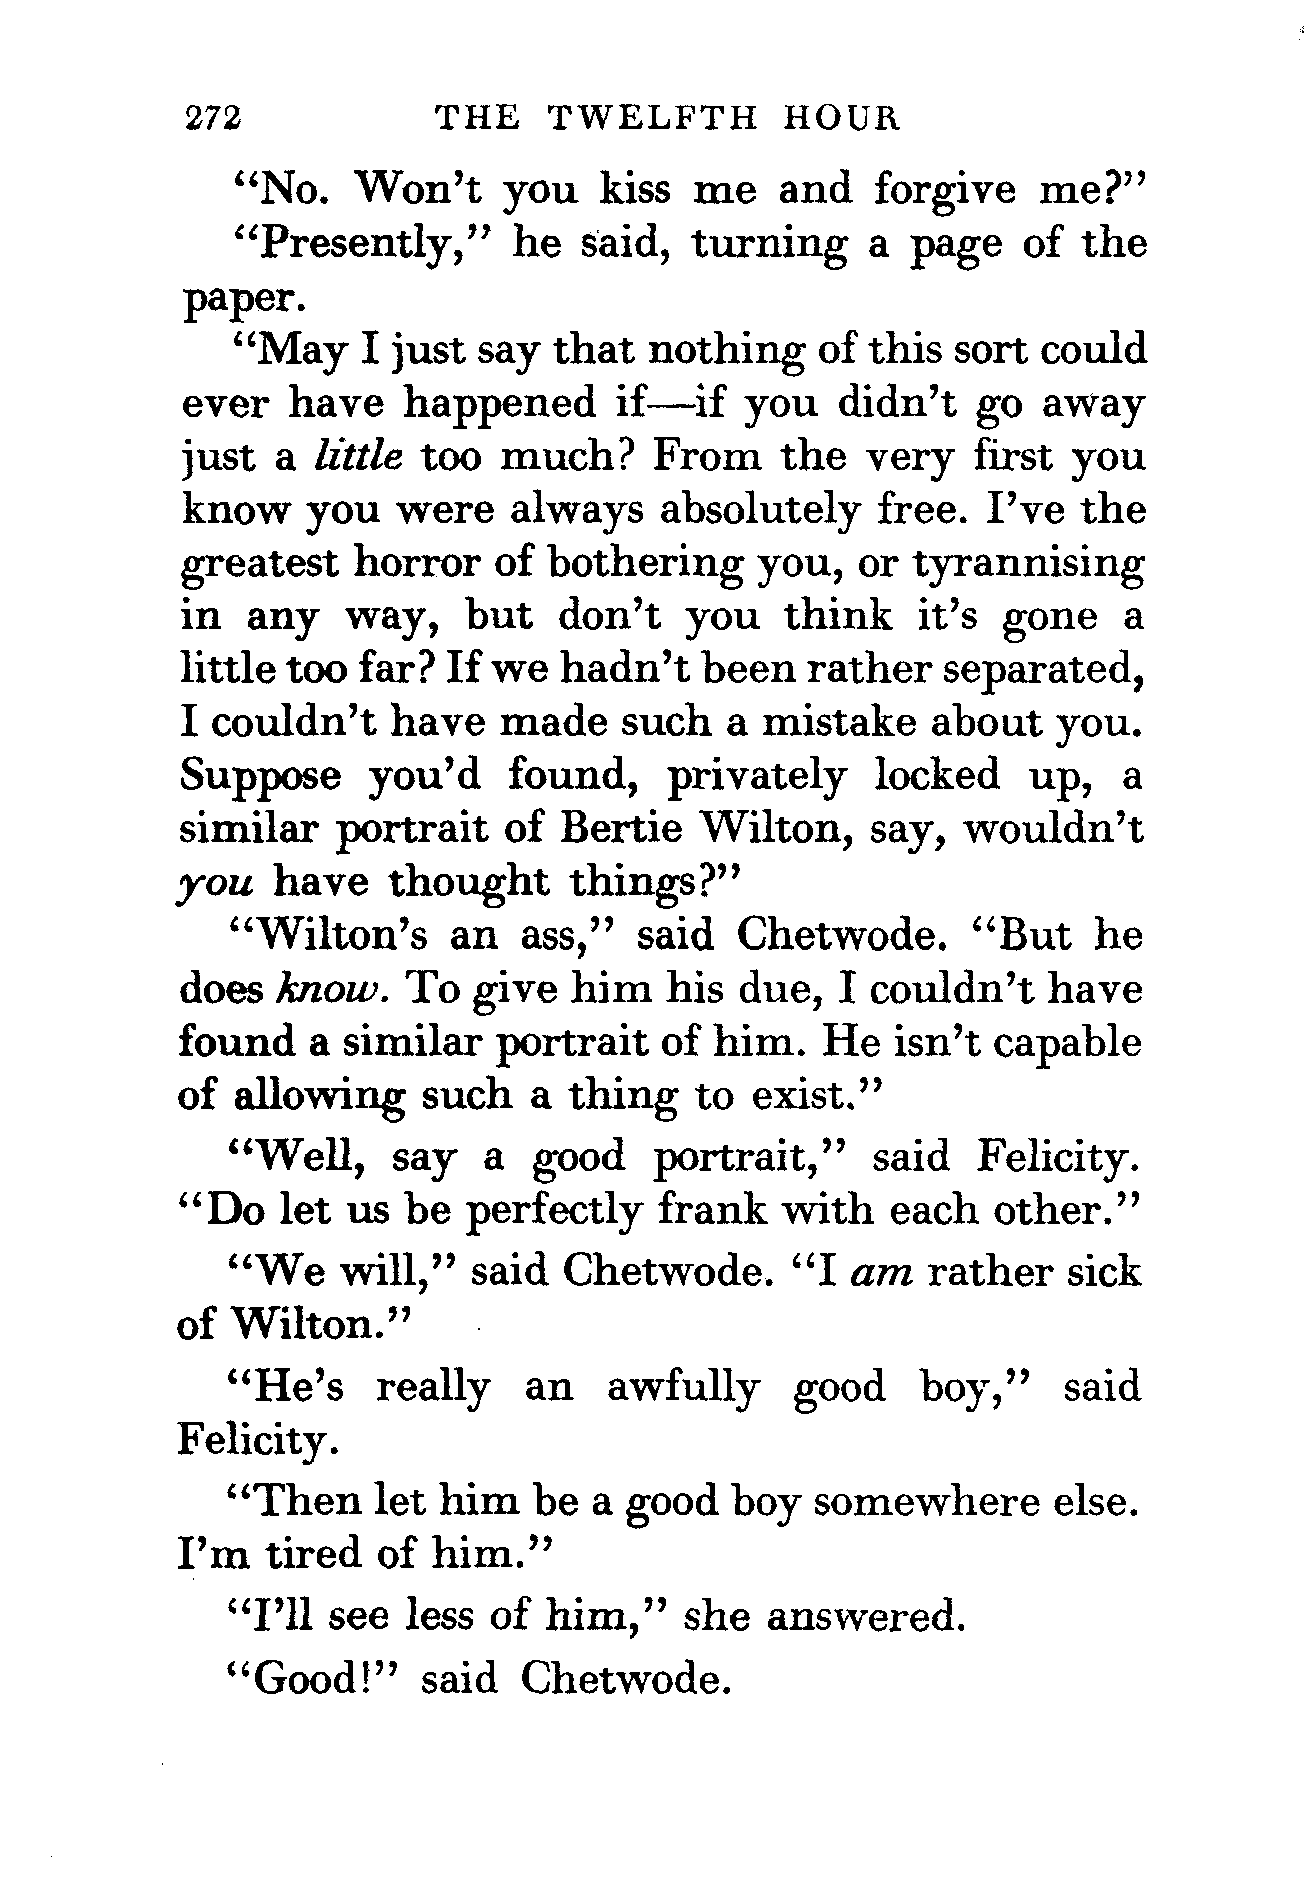 272 THE TWELFTH HOUR
“No. Won’t you kiss me and forgive me?”
“Presently,” he said, turning a page of the
paper.
“May I just say that nothing of this sort could
ever have happened if—if you didn’t go away
just a little too much? From the very first you
know you were always absolutely free. I’ve the
greatest horror of bothering you, or tyrannising
in any way, but don’t you think it’s gone a
little too far? If we hadn’t been rather separated,
I couldn’t have made such a mistake about you.
Suppose you’d found, privately locked up, a
similar portrait of Bertie Wilton, say, wouldn’t
you have thought things?”
“Wilton’s an ass,” said Chetwode. “But he
does know. To give him his due, I couldn’t have
found a similar portrait of him. He isn’t capable
of allowing such a thing to exist.”
“Well, say a good portrait,” said Felicity.
“Do let us be perfectly frank with each other.”
“We will,” said Chetwode. “I am rather sick
of Wilton.”
“He’s really an awfully good boy,” said
Felicity.
“Then let him be a good boy somewhere else.
I’m tired of him.”
“I’ll see less of him,” she answered.
“Good!” said Chetwode.